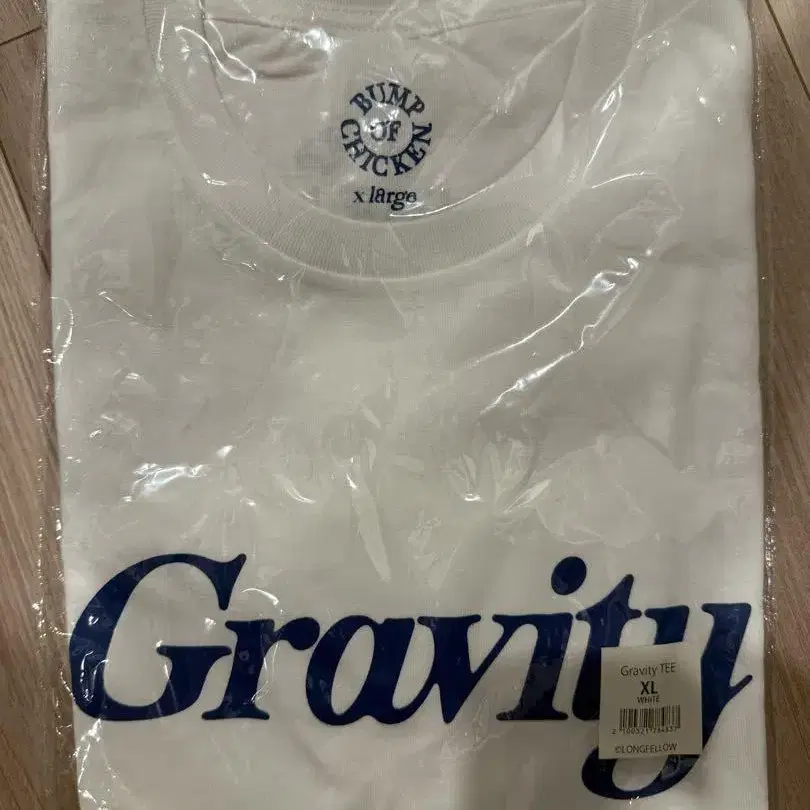 BUMP
OF
CHICKEN
x large
Gravity
Gravity TEE
XL
WHITE
©LONGFELLOW